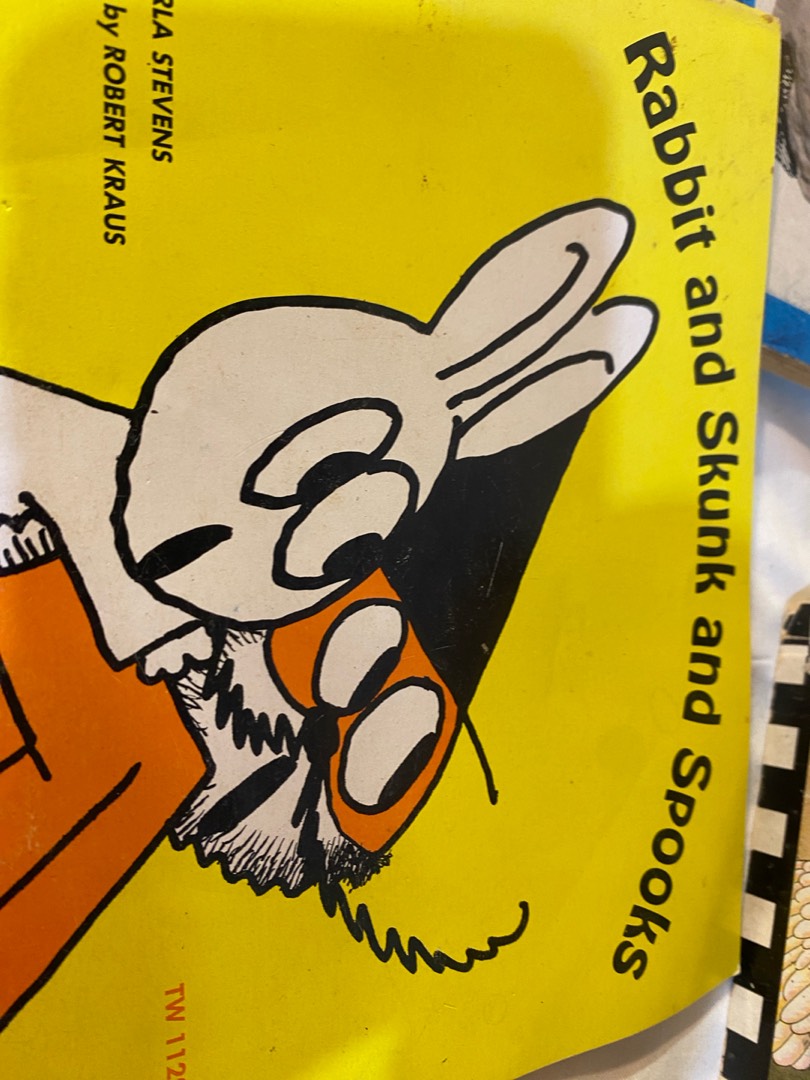 Rabbit and Skunk and Spooks
RLA STEVENS
by ROBERT KRAUS
TW 112